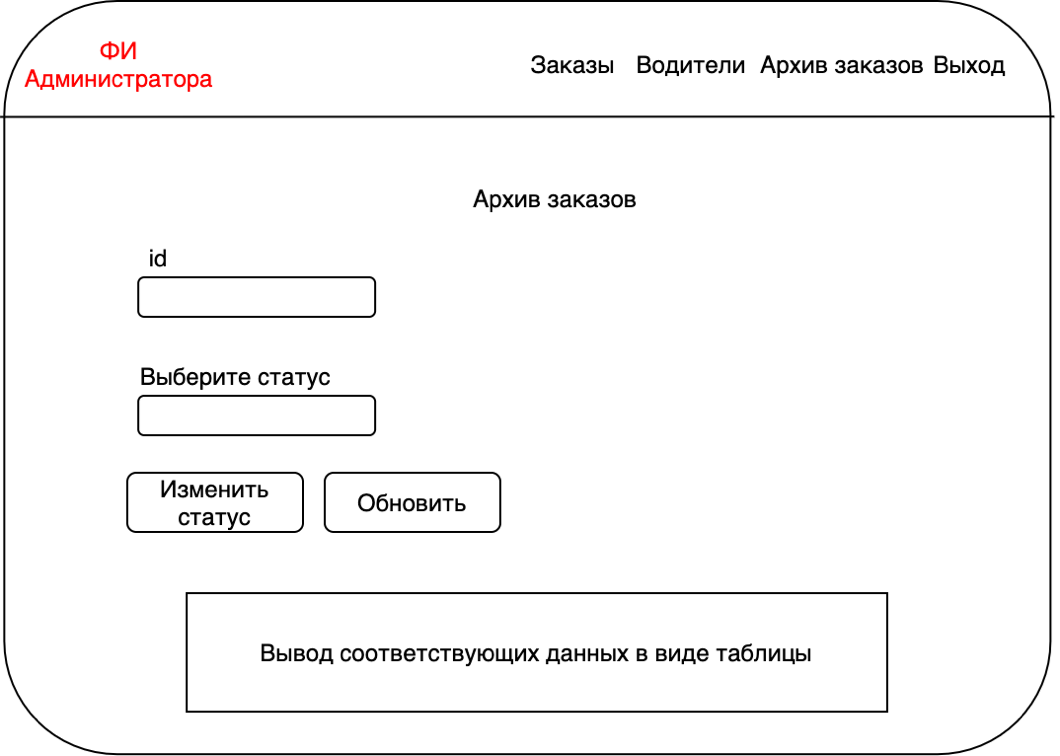 ФИ
Администратора
Заказы Водители Архив заказов Выход
Архив заказов
id
Выберите статус
Изменить
статус
Обновить
Вывод соответствующих данных в виде таблицы